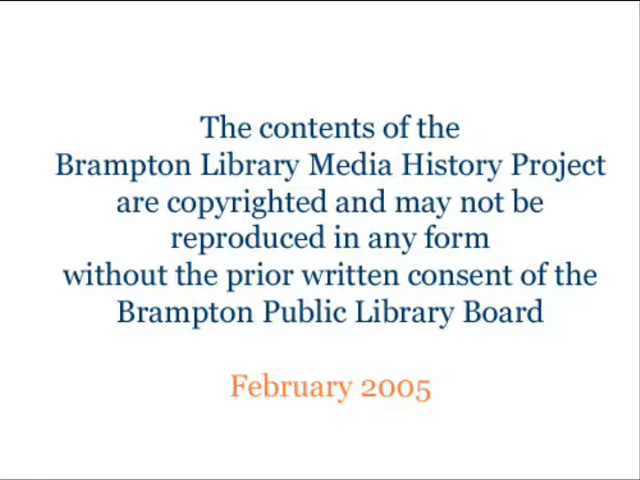 The contents of the
Brampton Library Media History Project
are copyrighted and may not be
reproduced in any form
without the prior written consent of the
Brampton Public Library Board
February 2005